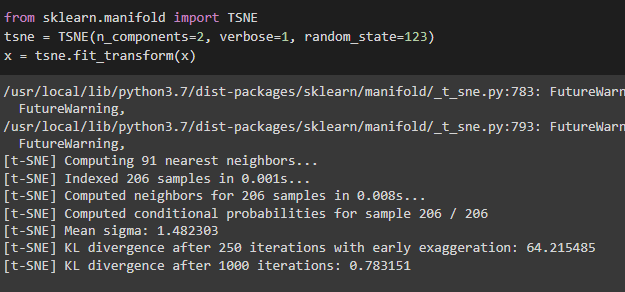 from sklearn.manifold import TSNE
tsne = TSNE(n_components=2, verbose=1, random_state=123)
x = tsne.fit_transform(x)
/usr/local/lib/python3.7/dist-packages/sklearn/manifold/_t_sne.py:783: FutureWarn
  FutureWarning,
/usr/local/lib/python3.7/dist-packages/sklearn/manifold/_t_sne.py:793: FutureWarn
  FutureWarning,
[t-SNE] Computing 91 nearest neighbors...
[t-SNE] Indexed 206 samples in 0.001s...
[t-SNE] Computed neighbors for 206 samples in 0.008s...
[t-SNE] Computed conditional probabilities for sample 206 / 206
[t-SNE] Mean sigma: 1.482303
[t-SNE] KL divergence after 250 iterations with early exaggeration: 64.215485
[t-SNE] KL divergence after 1000 iterations: 0.783151